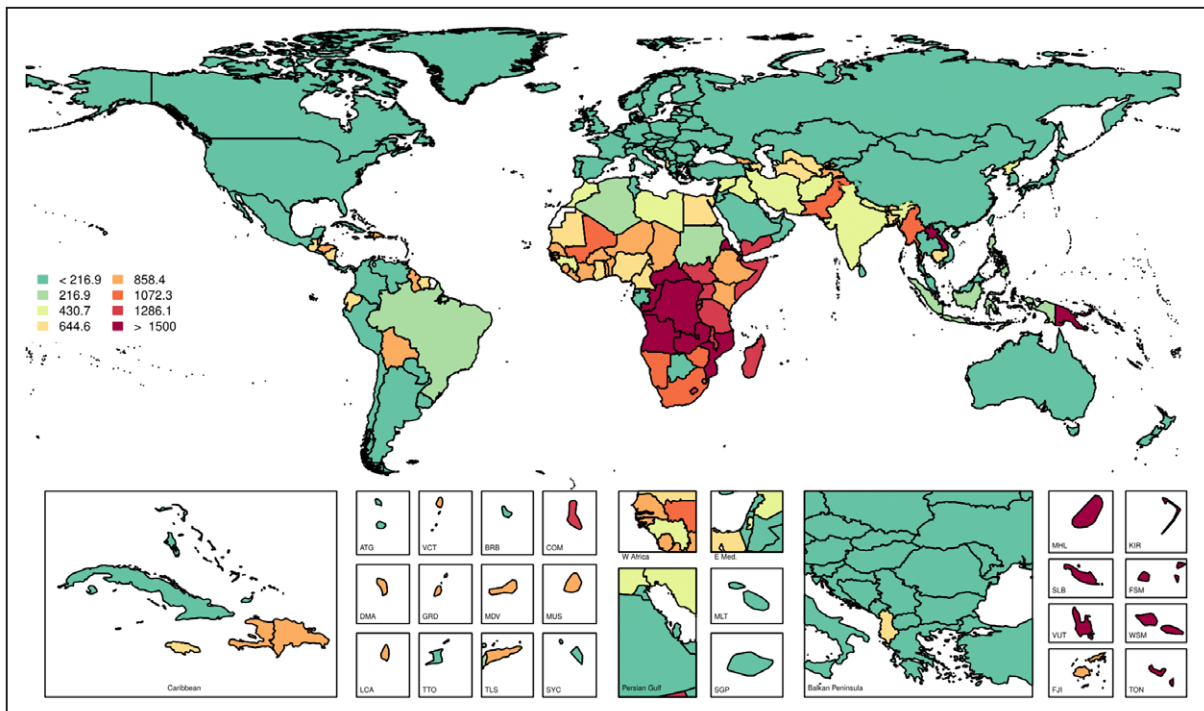 < 216.9 858.4
216.9 1072.3
430.7 1286.1
644.6 > 1500
Caribbean
ATG VCT BRB COM
DMA GRD MDV MUS
LCA TTO TLS SYC
W Africa E Med.
Persian Gulf
MLT
SGP
Balkan Peninsula
MHL KIR
SLB FSM
VUT WSM
FJI TON